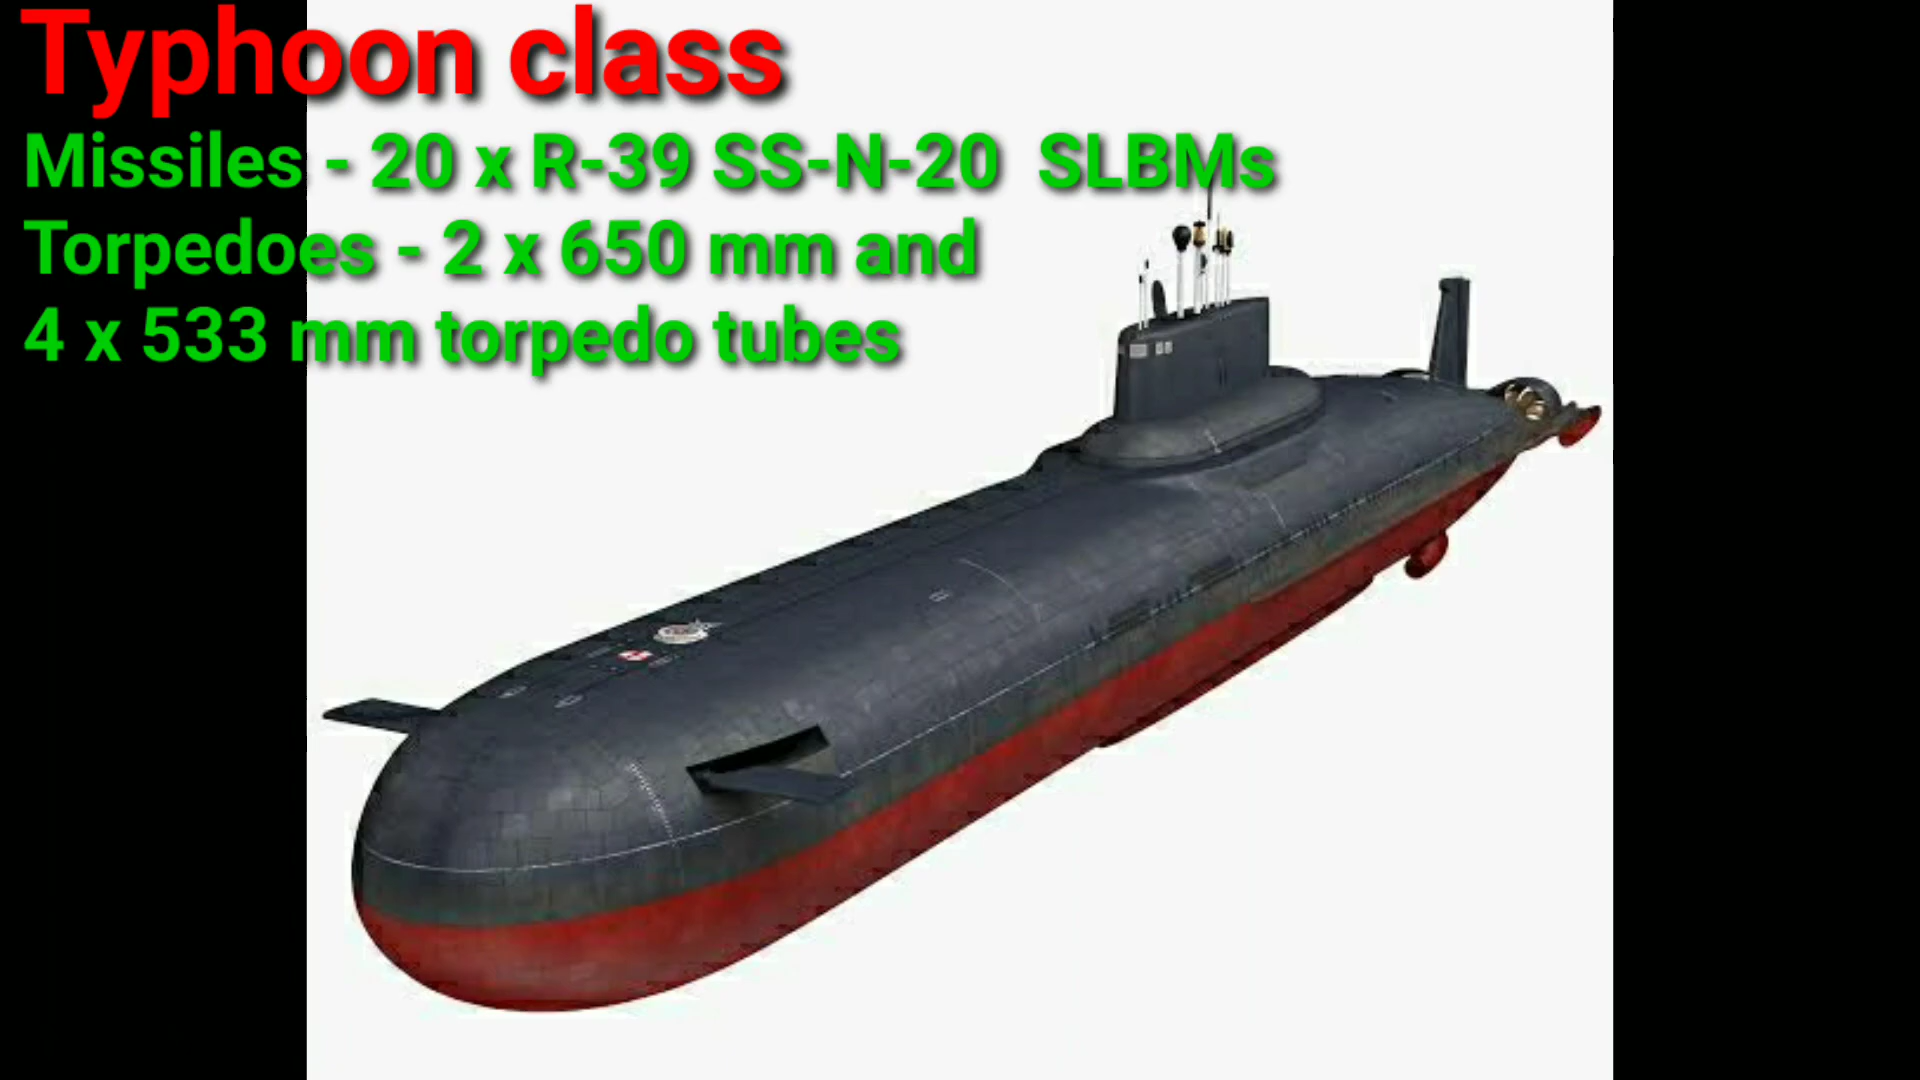 Typhoon class
Missiles - 20 x R-39 SS-N-20 SLBMs
Torpedoes - 2 x 650 mm and
4 x 533 mm torpedo tubes